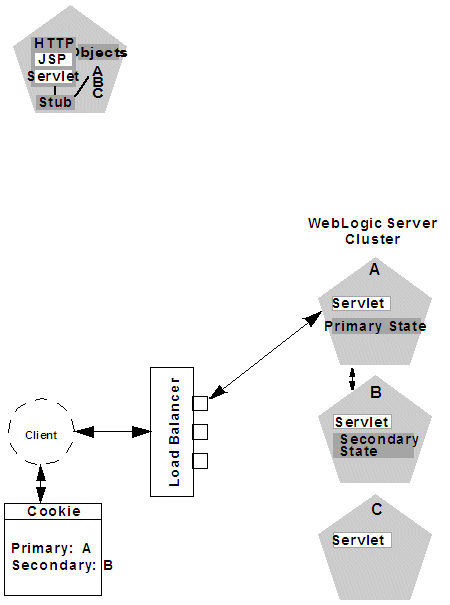 HTTP
JSP
Objects
Servlet
A
B
C
Stub
WebLogic Server
Cluster
A
Servlet
Primary State
Load Balancer
B
Servlet
Secondary
State
Client
C
Servlet
Cookie
Primary: A
Secondary: B